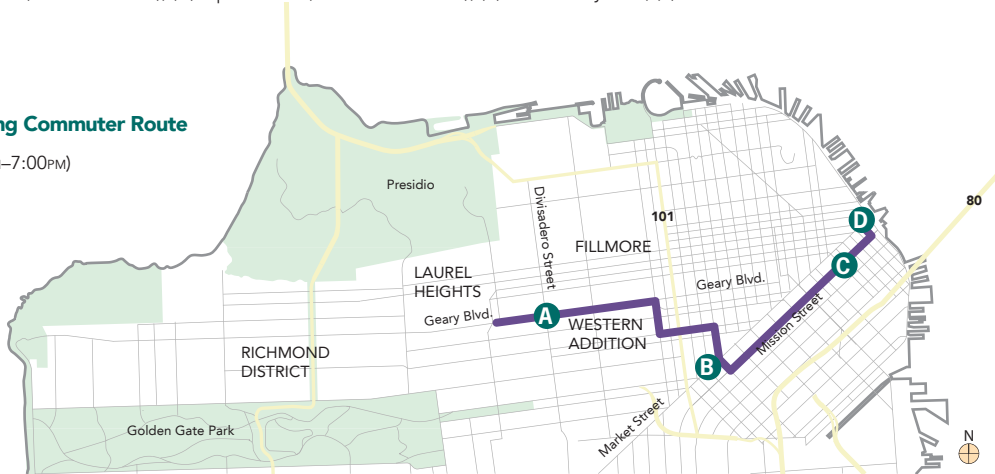 ng Commuter Route
–7:00PM)
Presidio
Divisadero Street
101
80
D
FILLMORE
C
LAUREL
HEIGHTS
Geary Blvd.
Geary Blvd.
A
WESTERN
ADDITION
Mission Street
RICHMOND
DISTRICT
B
Market Street
Golden Gate Park
N